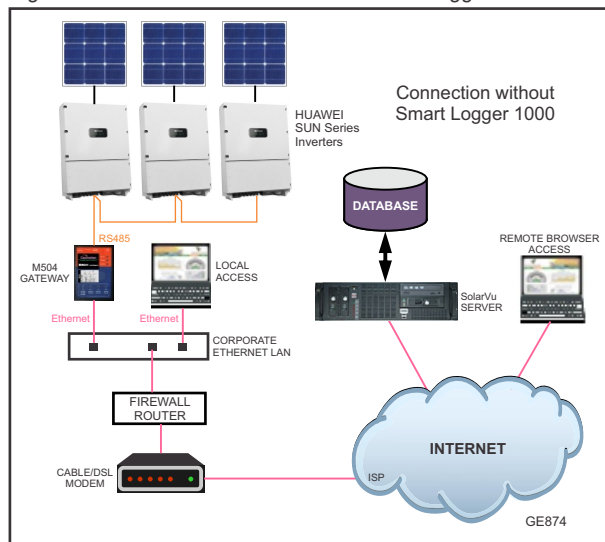 Connection without
Smart Logger 1000
HUAWEI
SUN Series
Inverters
DATABASE
RS485
M504
GATEWAY
LOCAL
ACCESS
REMOTE BROWSER
ACCESS
SolarVu
SERVER
Ethernet
Ethernet
CORPORATE
ETHERNET LAN
FIREWALL
ROUTER
INTERNET
CABLE/DSL
MODEM
ISP
GE874